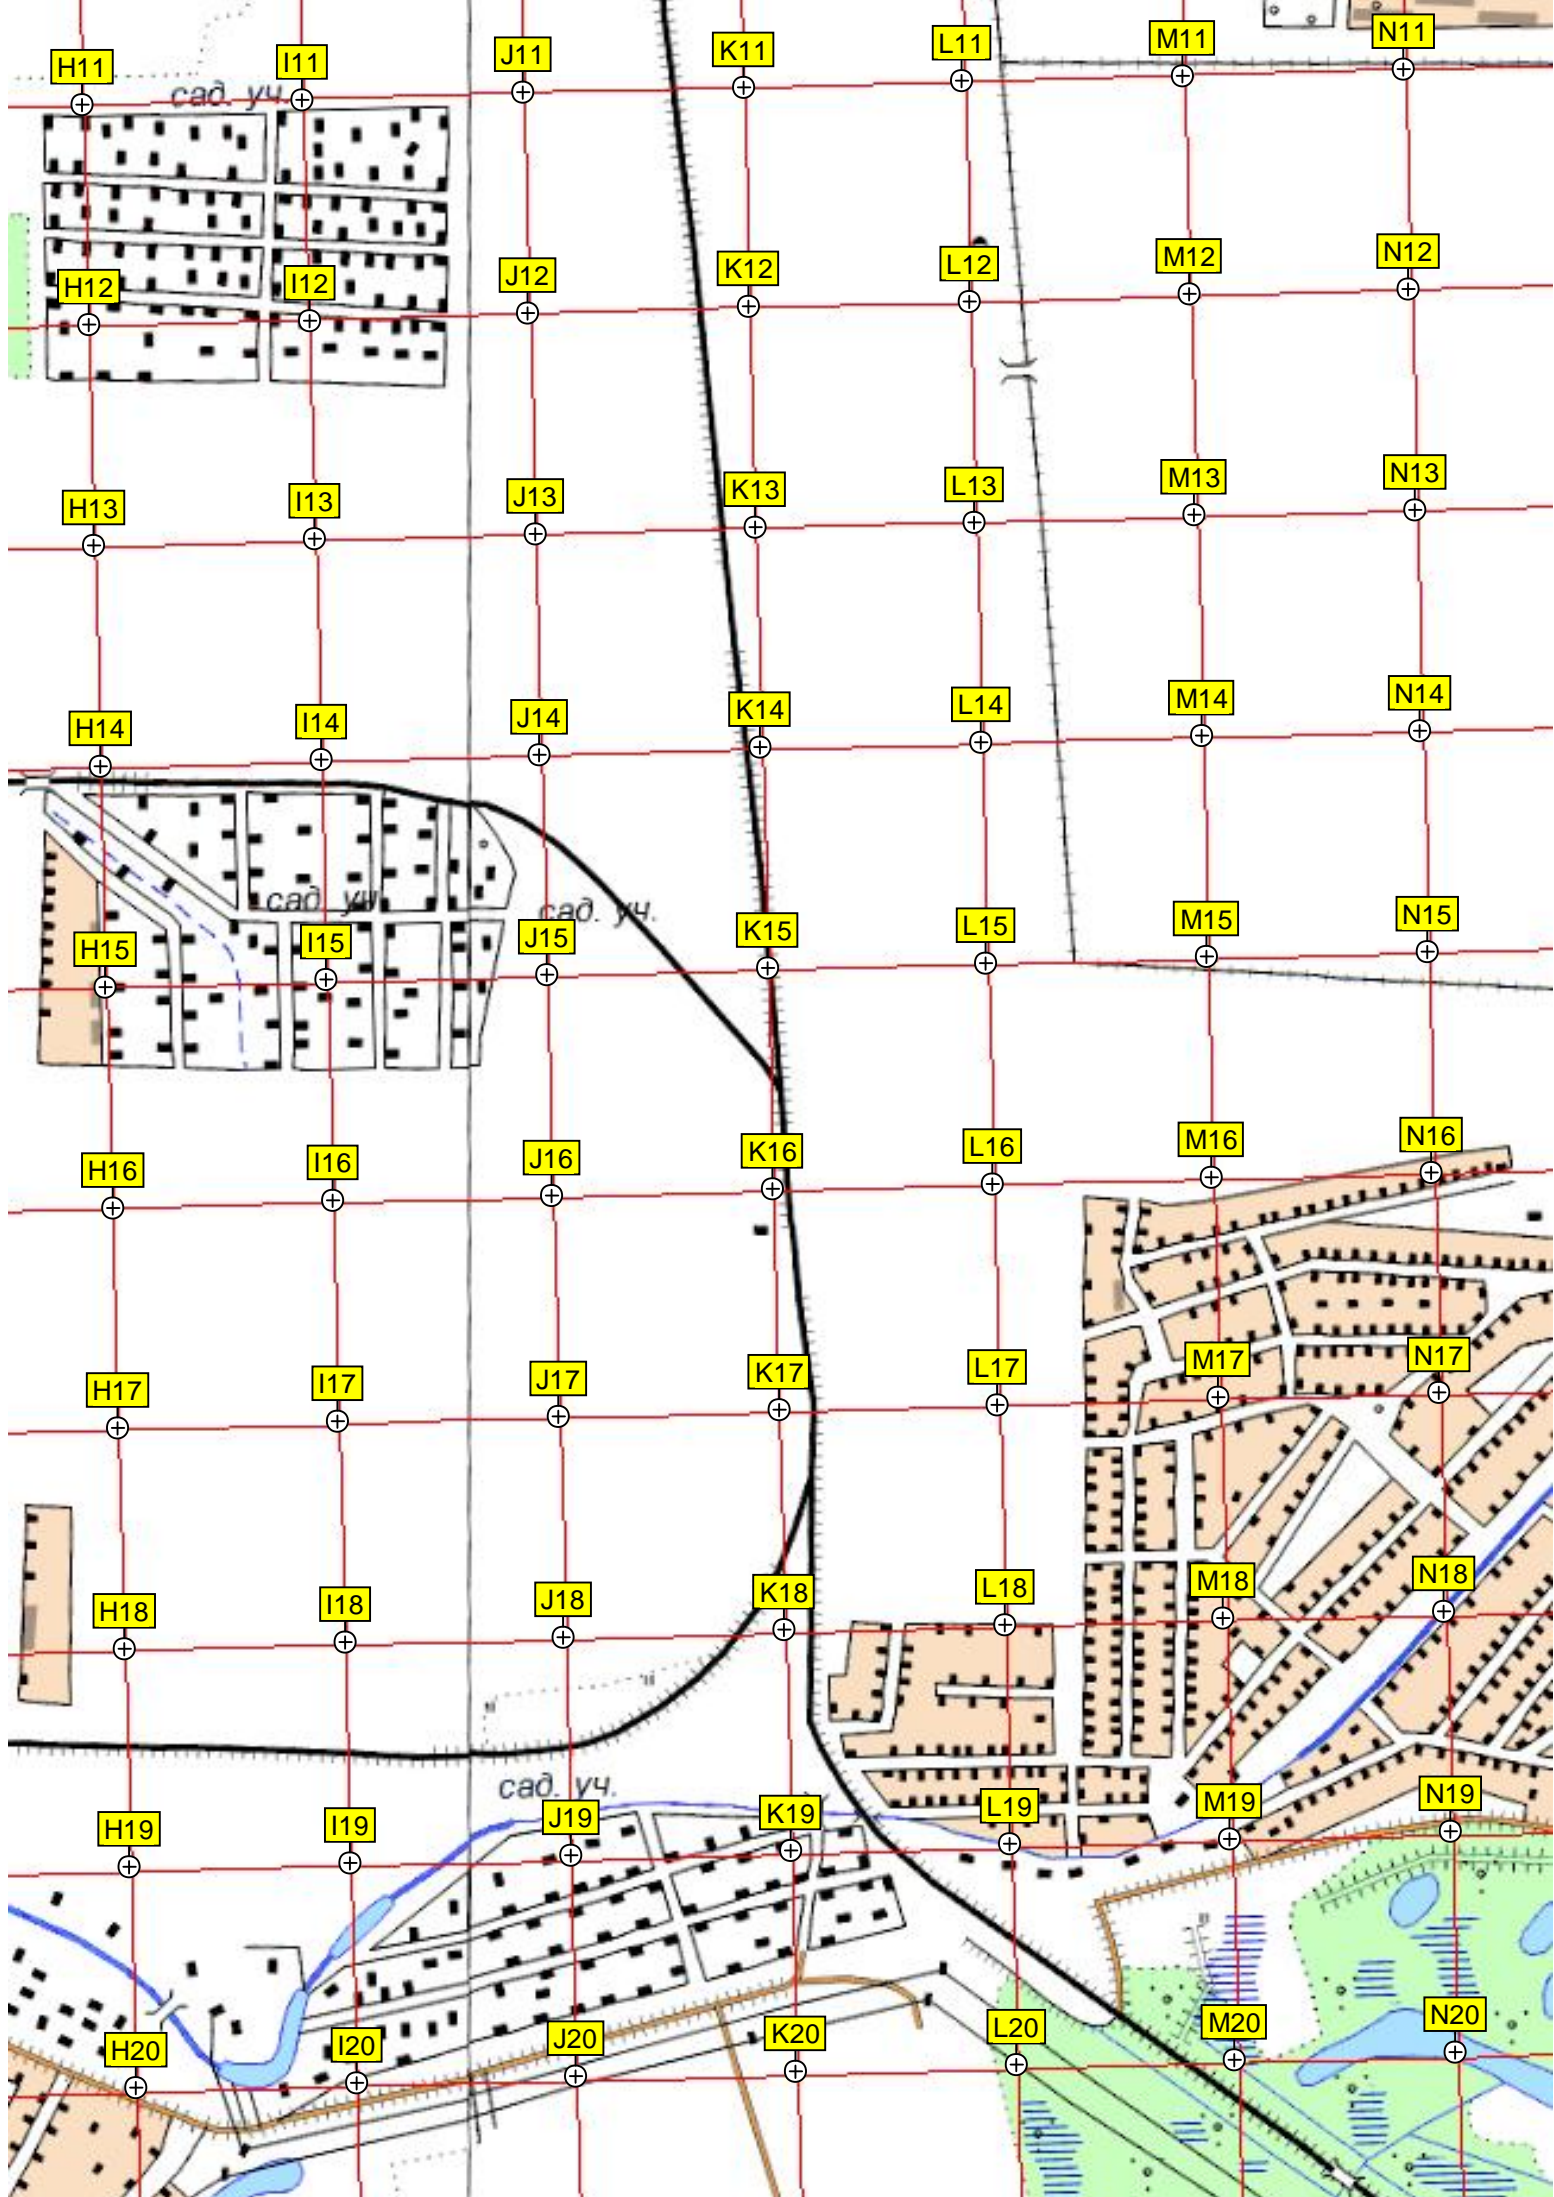 H11 I11 J11 K11 L11 M11 N11
сад. уч.
H12 I12 J12 K12 L12 M12 N12
H13 I13 J13 K13 L13 M13 N13
H14 I14 J14 K14 L14 M14 N14
сад. уч. сад. уч.
H15 I15 J15 K15 L15 M15 N15
H16 I16 J16 K16 L16 M16 N16
H17 I17 J17 K17 L17 M17 N17
H18 I18 J18 K18 L18 M18 N18
сад. уч.
H19 I19 J19 K19 L19 M19 N19
H20 I20 J20 K20 L20 M20 N20